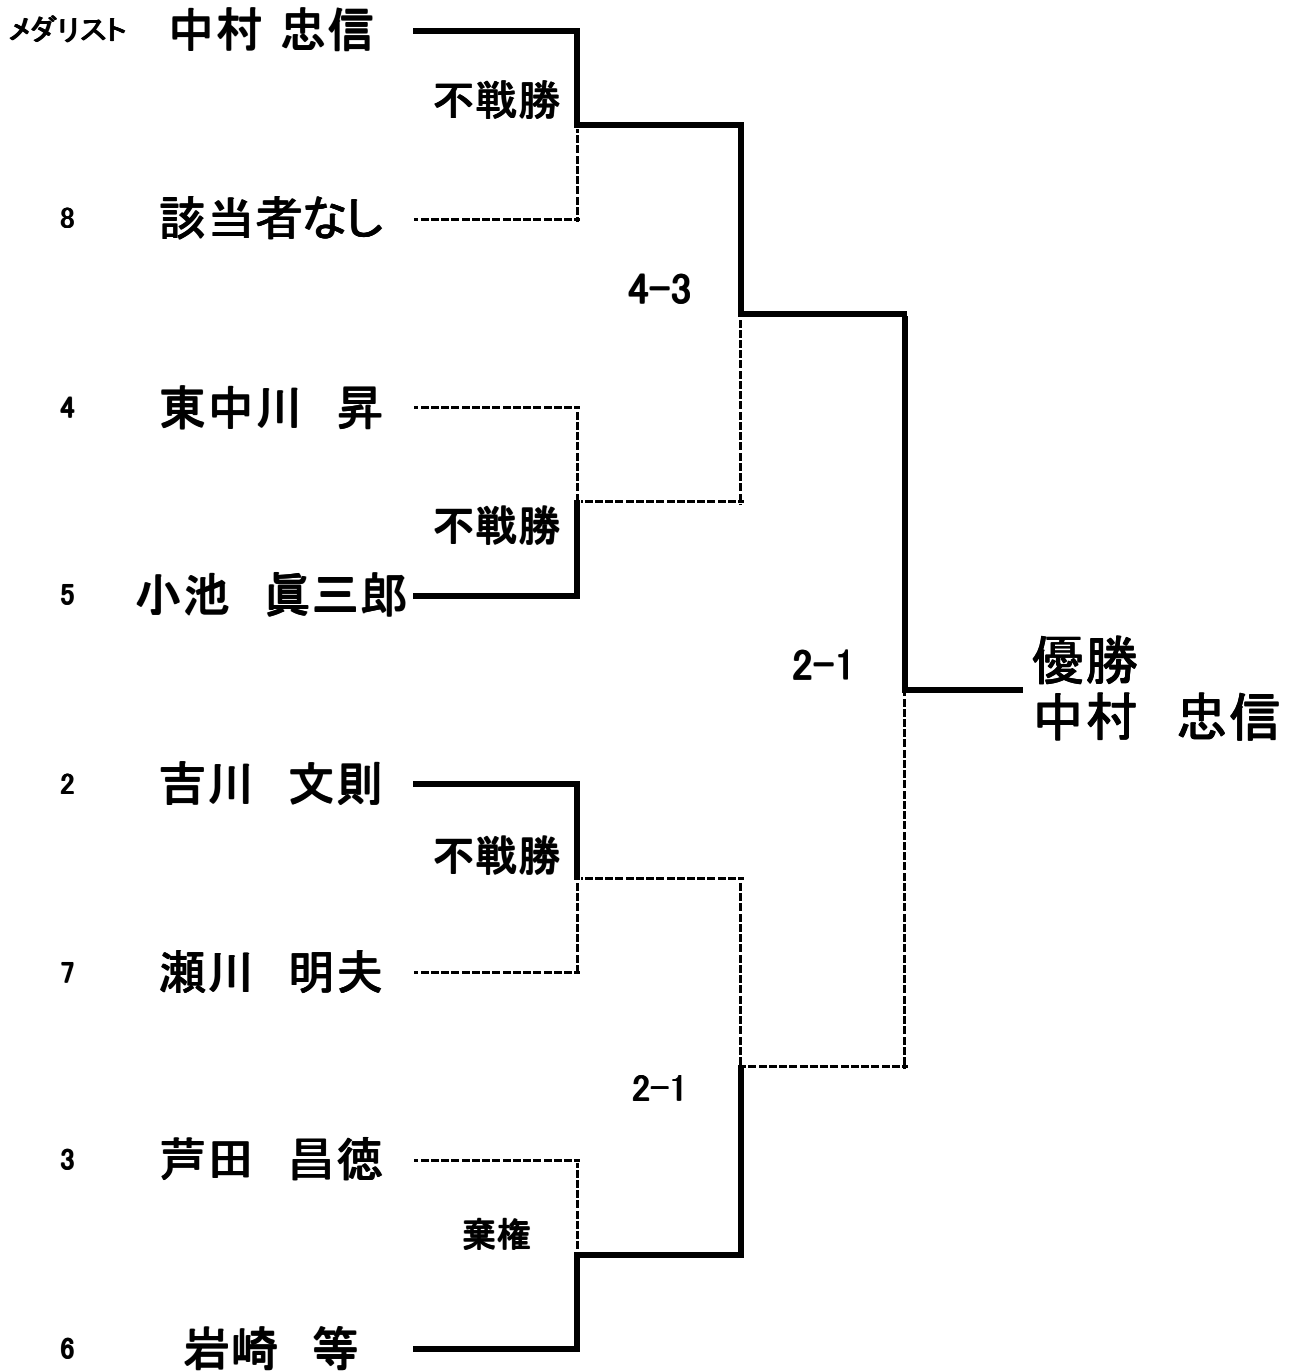 メダリスト 中村 忠信
不戦勝
8 該当者なし
4-3
4 東中川 昇
不戦勝
5 小池 眞三郎
2-1
優勝
中村 忠信
2 吉川 文則
不戦勝
7 瀬川 明夫
2-1
3 芦田 昌徳
棄権
6 岩崎 等